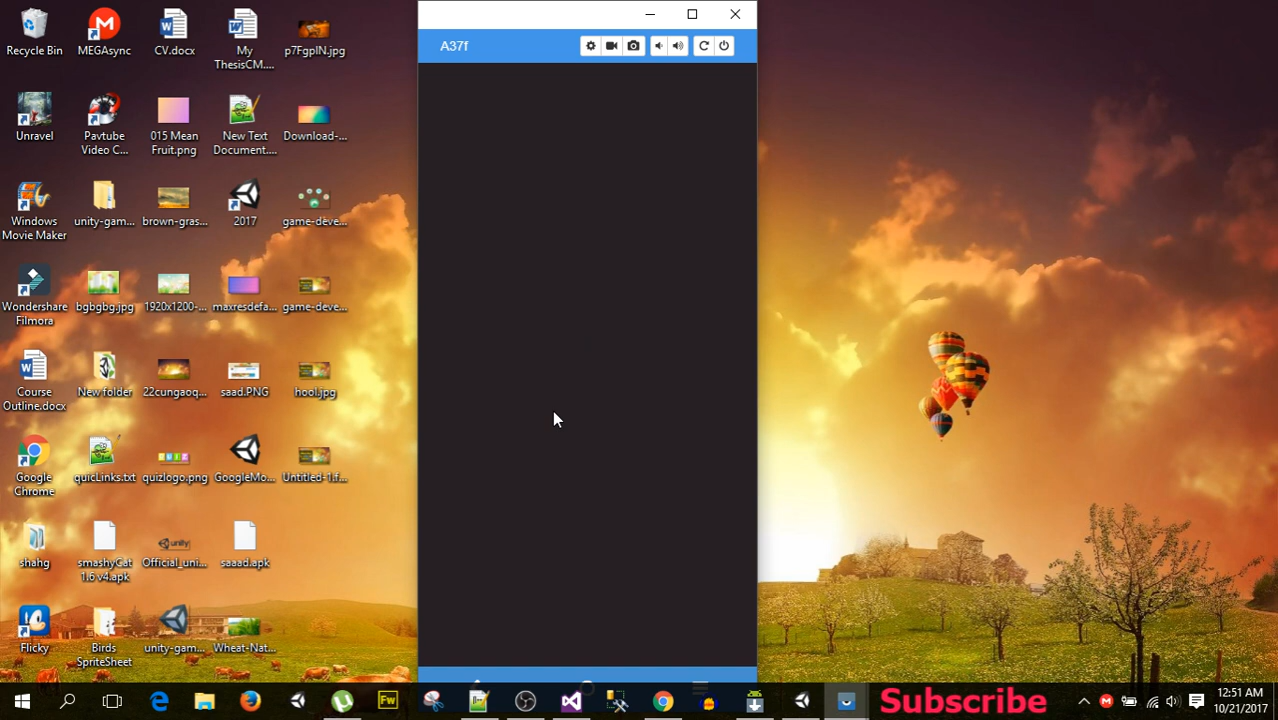 A37f
Recycle Bin
MEGAsync
CV.docx
My
ThesisCM....
p7FgpIN.jpg
Unravel
Pavtube
Video C...
015 Mean
Fruit.png
New Text
Document....
Download-...
Windows
Movie Maker
unity-gam...
brown-gras...
2017
game-deve...
Wondershare
Filmora
bgbgbg.jpg
1920x1200-...
maxresdefa...
game-deve...
Course
Outline.docx
New folder
22cungaoq...
saad.PNG
hool.jpg
Google
Chrome
quicLinks.txt
QUIZ
quizlogo.png
GoogleMo...
Untitled-1.f...
shahg
smashyCat
1.6 v4.apk
unity
Official_uni...
saaad.apk
Flicky
Birds
SpriteSheet
unity-gam...
Wheat-Nat...
Fw
Subscribe
12:51 AM
10/21/2017